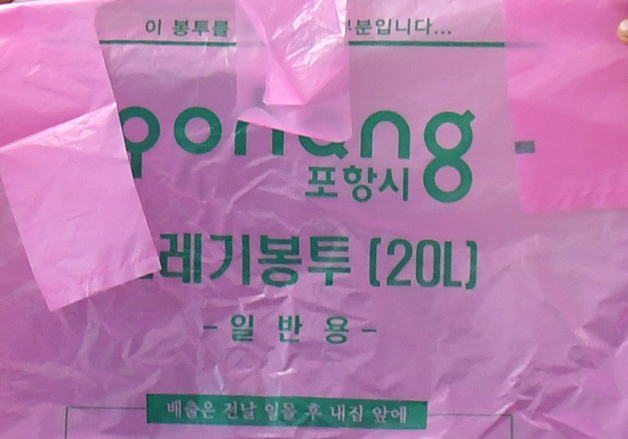 이 봉투를 분입니다...
pohang
포항시
레기봉투 (20L)
- 일 반 용 -
배출은 전날 일몰 후 내집 앞에